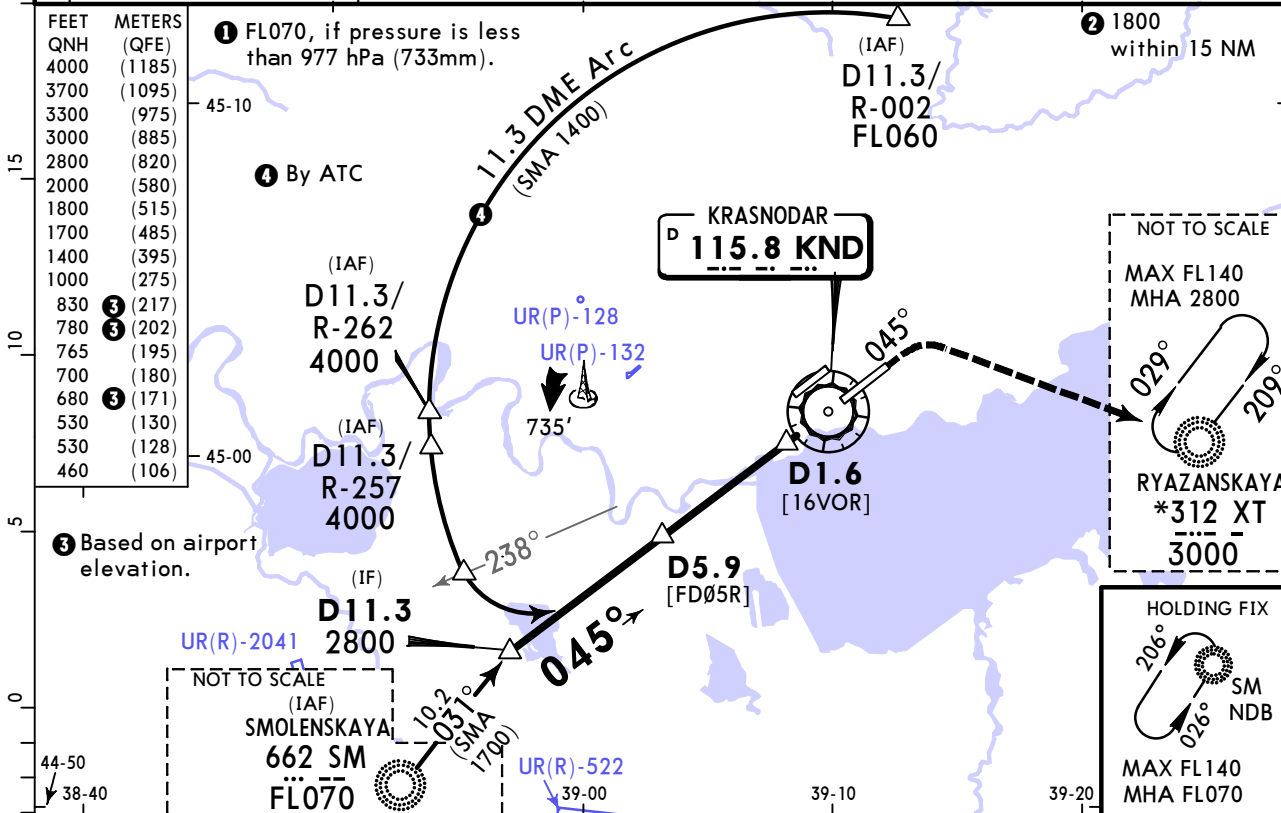 FEET METERS
QNH (QFE)
4000 (1185)
3700 (1095)
3300 (975)
3000 (885)
2800 (820)
2000 (580)
1800 (515)
1700 (485)
1400 (395)
1000 (275)
830 3 (217)
780 3 (202)
765 (195)
700 (180)
680 3 (171)
530 (130)
530 (128)
460 (106)
1 FL070, if pressure is less
than 977 hPa (733mm).
2 1800
within 15 NM
45-10
4 By ATC
11.3 DME Arc
(SMA 1400)
4
(IAF)
D11.3/
R-002
FL060
(IAF)
D11.3/
R-262
4000
(IAF)
D11.3/
R-257
4000
45-00
3 Based on airport
elevation.
UR(P)-128
UR(P)-132
735'
KRASNODAR
D 115.8 KND
045°
D1.6
[16VOR]
D5.9
[FDØ5R]
238°
(IF)
D11.3
2800
045°
UR(R)-2041
NOT TO SCALE
(IAF)
SMOLENSKAYA
662 SM
FL070
10.2
031°
(SMA
1700)
UR(R)-522
NOT TO SCALE
MAX FL140
MHA 2800
029°
209°
RYAZANSKAYA
*312 XT
3000
HOLDING FIX
206°
026°
SM
NDB
MAX FL140
MHA FL070
15
10
5
0
44-50
38-40
39-00
39-10
39-20